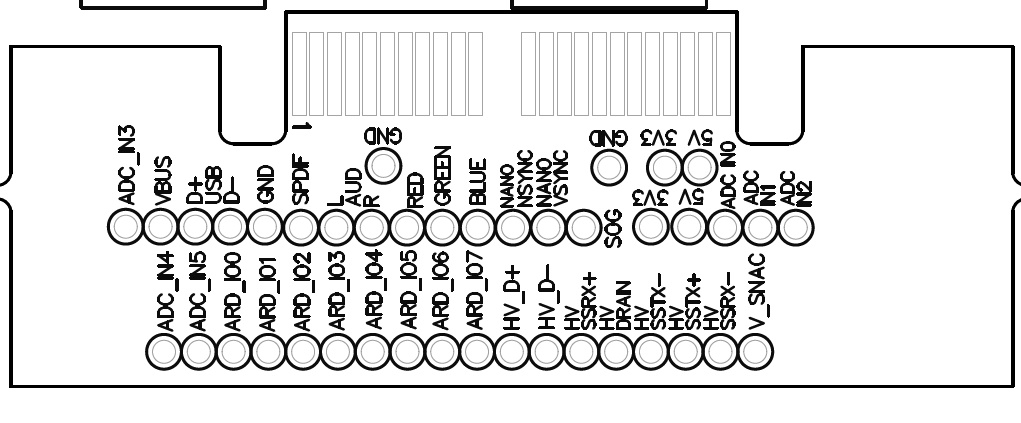 1
GND
GND
3V3
5V
ADC_IN3
VBUS
D+
USB
D-
GND
SPDIF
L
AUD
R
RED
GREEN
BLUE
NANO
NSYNC
NANO
VSYNC
SOG
3V3
5V
ADC IN0
ADC
IN1
ADC
IN2
ADC_IN4
ADC_IN5
ARD_IO0
ARD_IO1
ARD_IO2
ARD_IO3
ARD_IO4
ARD_IO5
ARD_IO6
ARD_IO7
HV_D+
HV_D-
HV
SSRX+
HV
DRAIN
HV
SSTX-
HV
SSTX+
HV
SSRX-
V_SNAC